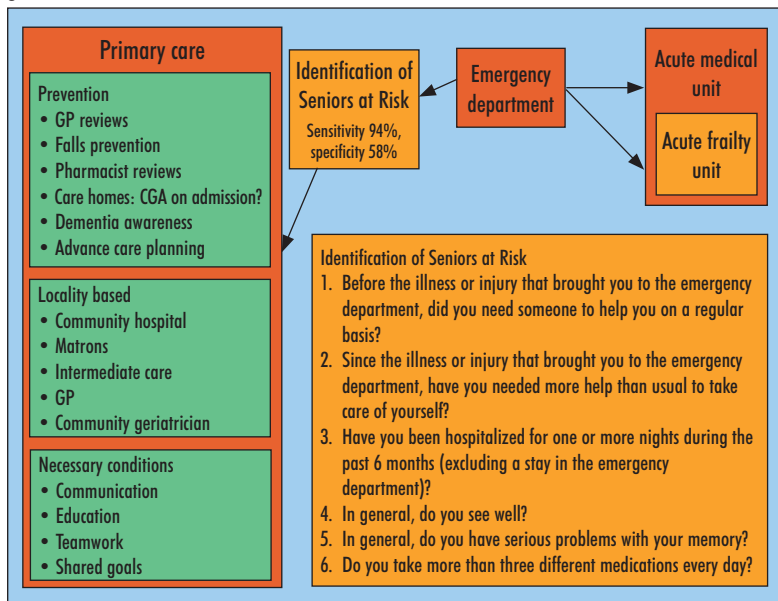 Primary care
Prevention
• GP reviews
• Falls prevention
• Pharmacist reviews
• Care homes: CGA on admission?
• Dementia awareness
• Advance care planning
Locality based
• Community hospital
• Matrons
• Intermediate care
• GP
• Community geriatrician
Necessary conditions
• Communication
• Education
• Teamwork
• Shared goals
Identification of
Seniors at Risk
Sensitivity 94%,
specificity 58%
Emergency
department
Acute medical
unit
Acute frailty
unit
Identification of Seniors at Risk
1. Before the illness or injury that brought you to the emergency
department, did you need someone to help you on a regular
basis?
2. Since the illness or injury that brought you to the emergency
department, have you needed more help than usual to take
care of yourself?
3. Have you been hospitalized for one or more nights during the
past 6 months (excluding a stay in the emergency
department)?
4. In general, do you see well?
5. In general, do you have serious problems with your memory?
6. Do you take more than three different medications every day?